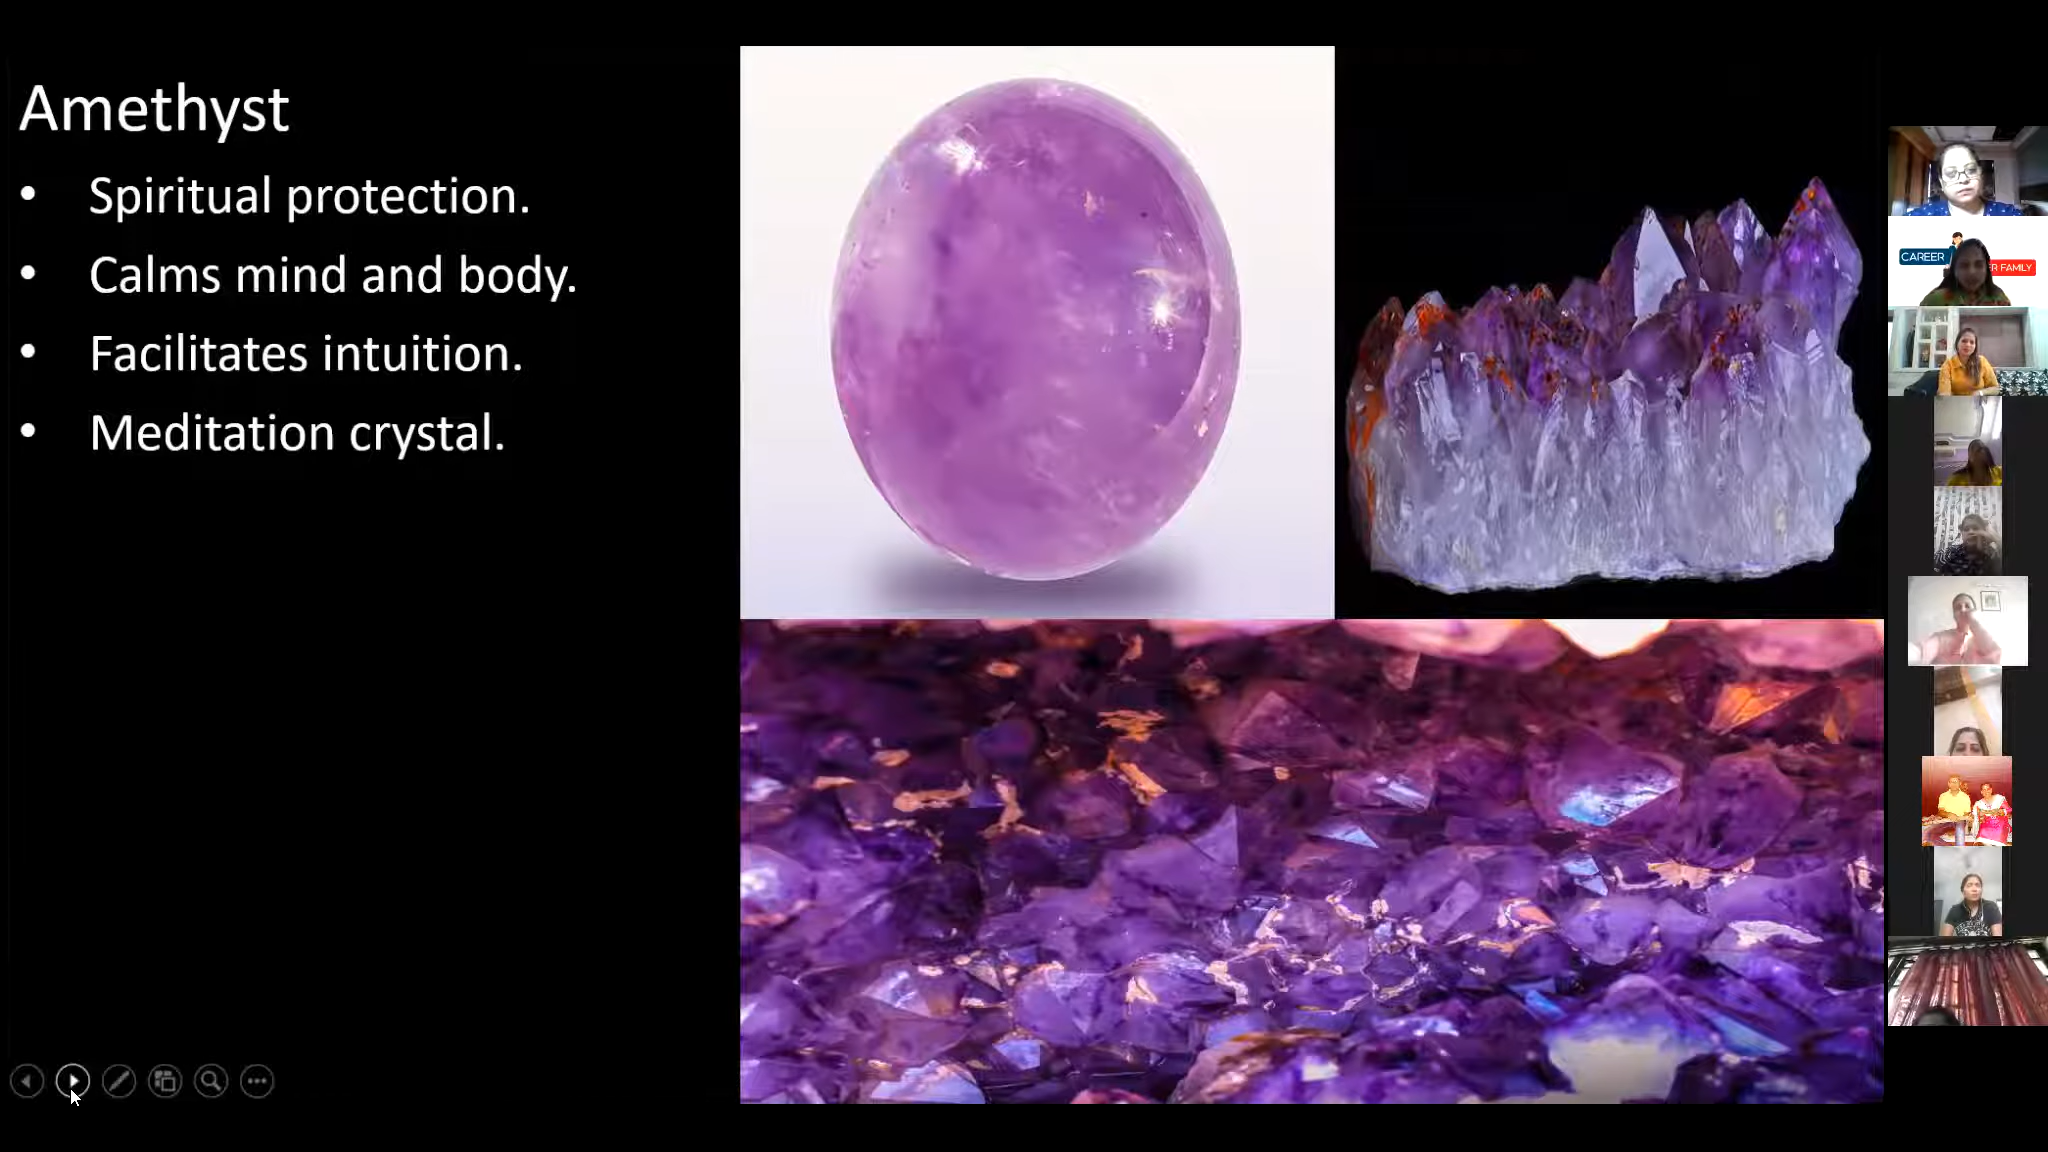 Amethyst
• Spiritual protection.
• Calms mind and body.
• Facilitates intuition.
• Meditation crystal.
CAREER
FAMILY